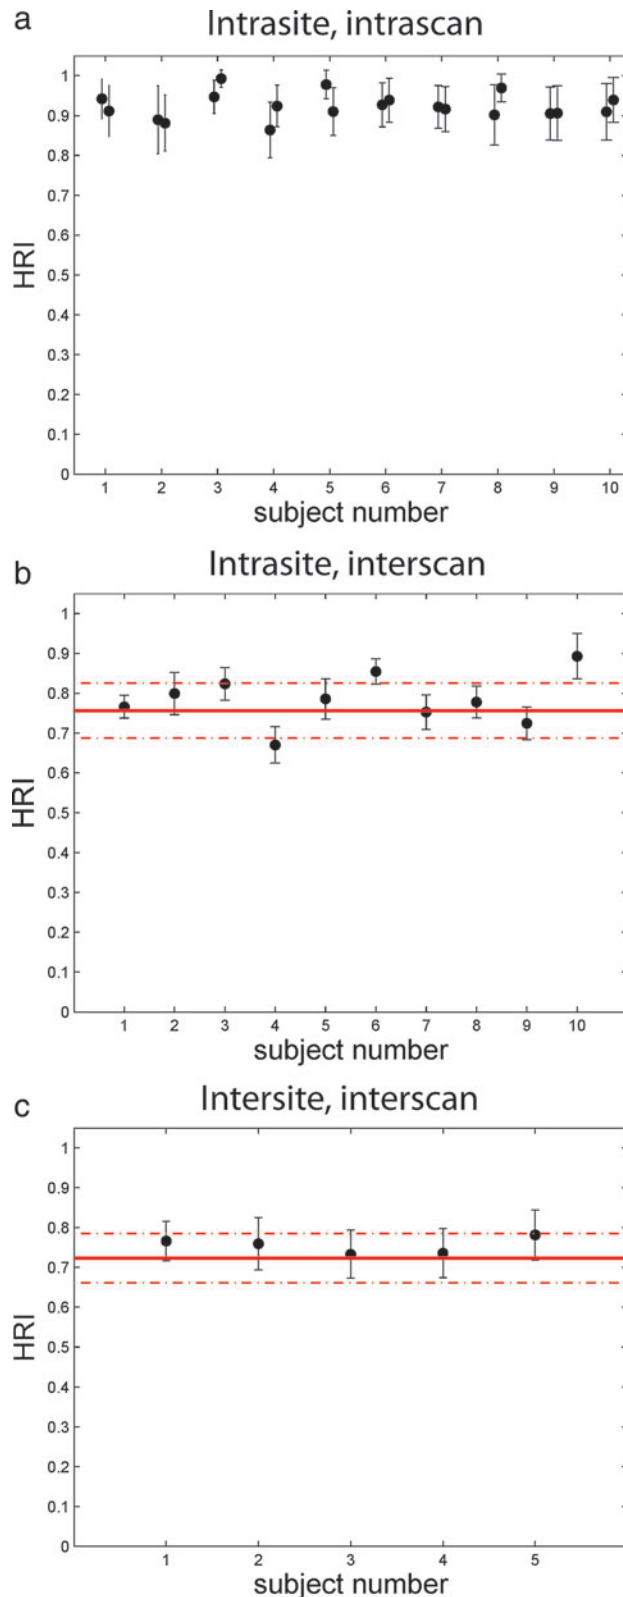 a
Intrasite, intrascan
1
0.9
0.8
0.7
0.6
0.5
0.4
0.3
0.2
0.1
0
HRI
1 2 3 4 5 6 7 8 9 10
subject number
b
Intrasite, interscan
1
0.9
0.8
0.7
0.6
0.5
0.4
0.3
0.2
0.1
0
HRI
1 2 3 4 5 6 7 8 9 10
subject number
c
Intersite, interscan
1
0.9
0.8
0.7
0.6
0.5
0.4
0.3
0.2
0.1
0
HRI
1 2 3 4 5
subject number